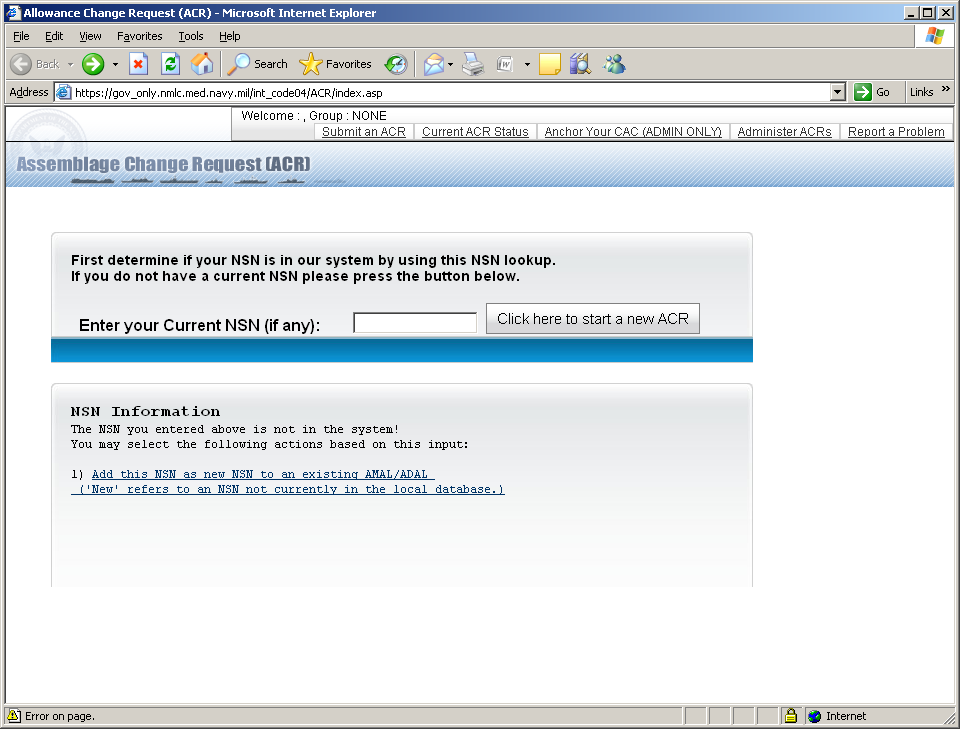 Allowance Change Request (ACR) - Microsoft Internet Explorer
File Edit View Favorites Tools Help
Back Search Favorites
Address https://gov_only.nmlc.med.navy.mil/int_code04/ACR/index.asp Go Links »
Welcome : , Group : NONE
Submit an ACR Current ACR Status Anchor Your CAC (ADMIN ONLY) Administer ACRs Report a Problem
Assemblage Change Request (ACR)
First determine if your NSN is in our system by using this NSN lookup.
If you do not have a current NSN please press the button below.
Enter your Current NSN (if any): Click here to start a new ACR
NSN Information
The NSN you entered above is not in the system!
You may select the following actions based on this input:
1) Add this NSN as new NSN to an existing AMAL/ADAL
('New' refers to an NSN not currently in the local database.)
Error on page. Internet